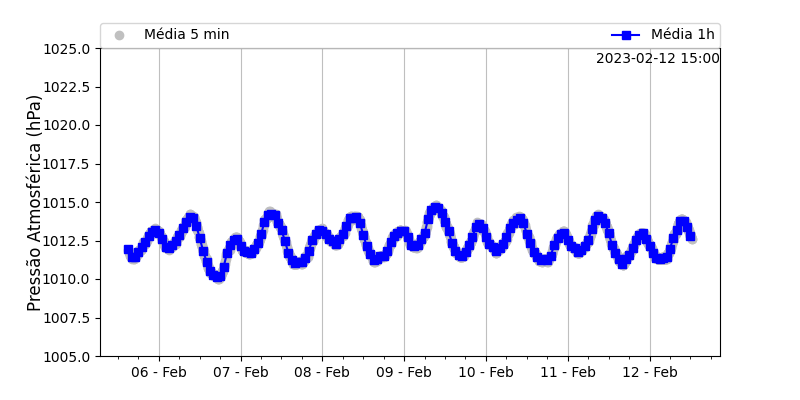 Média 5 min
Média 1h
2023-02-12 15:00
Pressão Atmosférica (hPa)
1025.0
1022.5
1020.0
1017.5
1015.0
1012.5
1010.0
1007.5
1005.0
06 - Feb
07 - Feb
08 - Feb
09 - Feb
10 - Feb
11 - Feb
12 - Feb